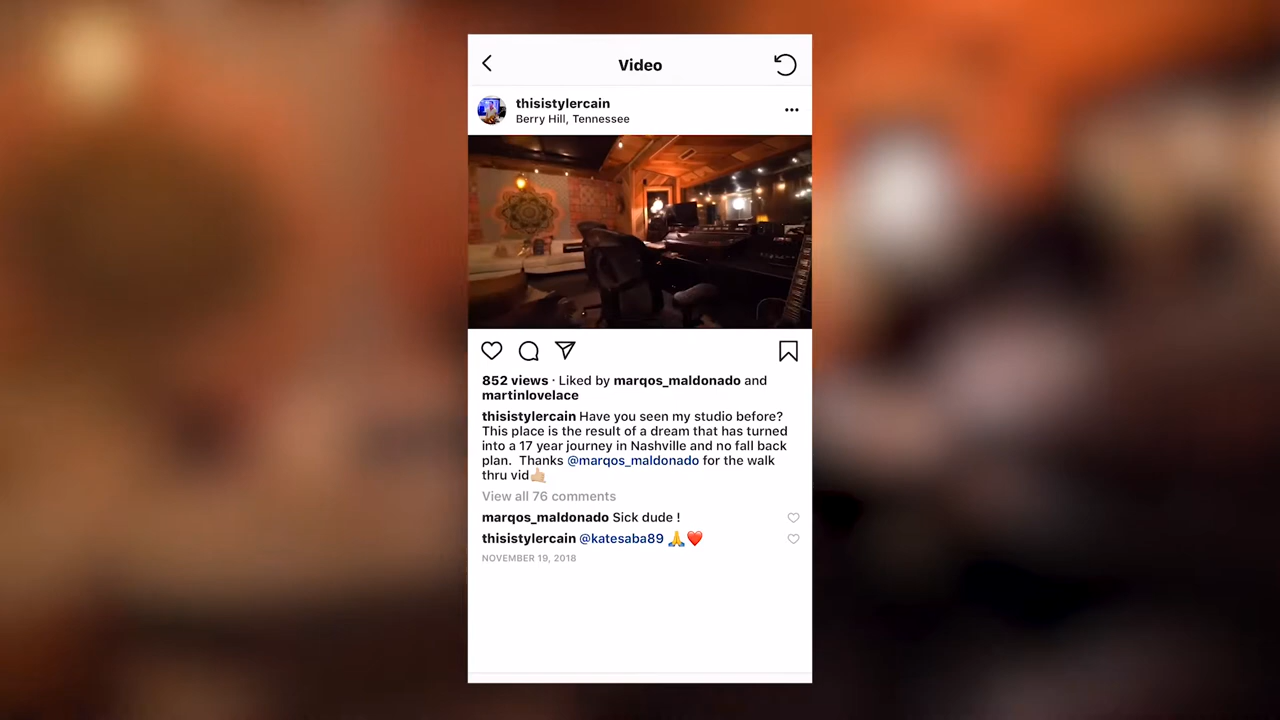 Video
thisistylercain
Berry Hill, Tennessee
852 views · Liked by marqos_maldonado and
martinlovelace
thisistylercain Have you seen my studio before?
This place is the result of a dream that has turned
into a 17 year journey in Nashville and no fall back
plan.  Thanks @marqos_maldonado for the walk
thru vid🤙🏼
View all 76 comments
marqos_maldonado Sick dude !
thisistylercain @katesaba89 🙏❤️
NOVEMBER 19, 2018